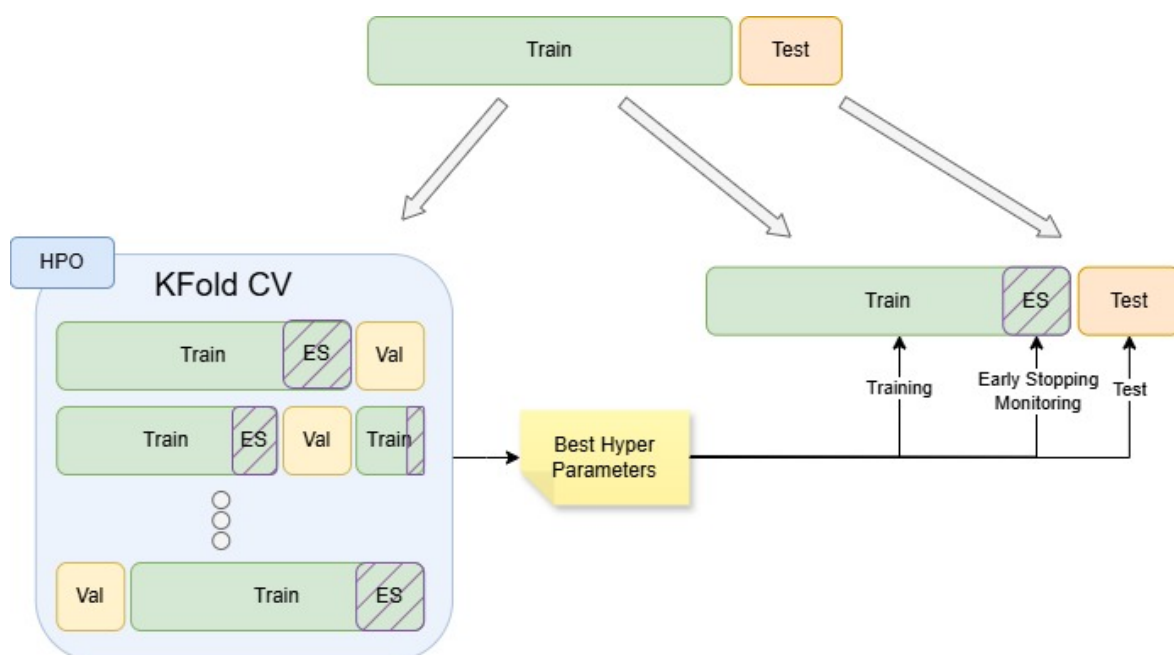 Train
Test
HPO
KFold CV
Train
ES
Val
Train
ES
Val
Train
Val
Train
ES
Best Hyper
Parameters
Train
ES
Test
Training
Early Stopping
Monitoring
Test